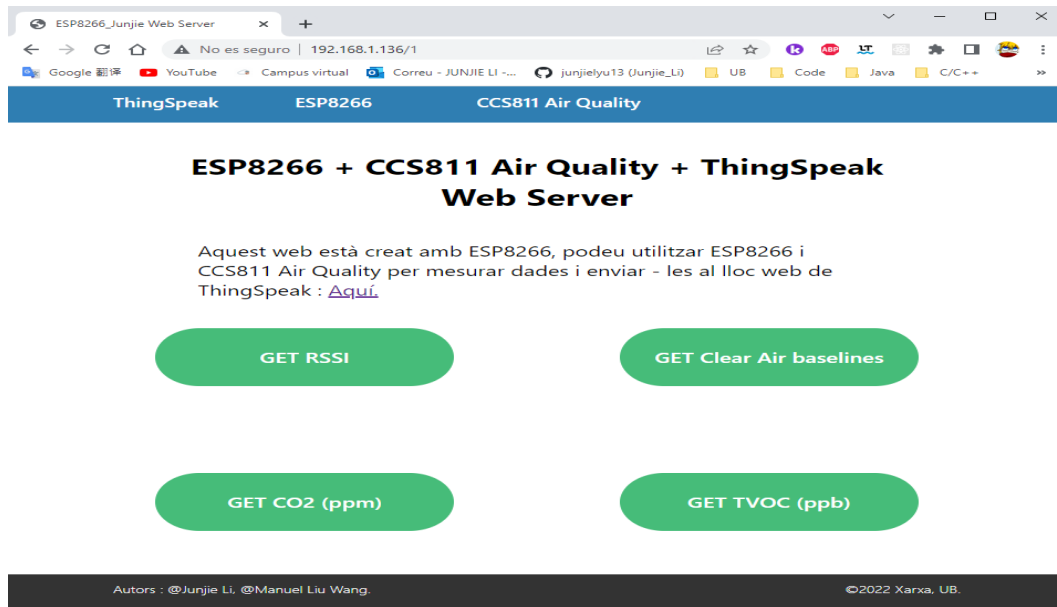 ESP8266_Junjie Web Server
No es seguro | 192.168.1.136/1
Google 翻译 YouTube Campus virtual Correu - JUNJIE LI -... junjielyu13 (Junjie_Li) UB Code Java C/C++ »
ThingSpeak ESP8266 CCS811 Air Quality
ESP8266 + CCS811 Air Quality + ThingSpeak
Web Server
Aquest web està creat amb ESP8266, podeu utilitzar ESP8266 i
CCS811 Air Quality per mesurar dades i enviar - les al lloc web de
ThingSpeak : Aquí.
GET RSSI GET Clear Air baselines
GET CO2 (ppm) GET TVOC (ppb)
Autors : @Junjie Li, @Manuel Liu Wang. ©2022 Xarxa, UB.